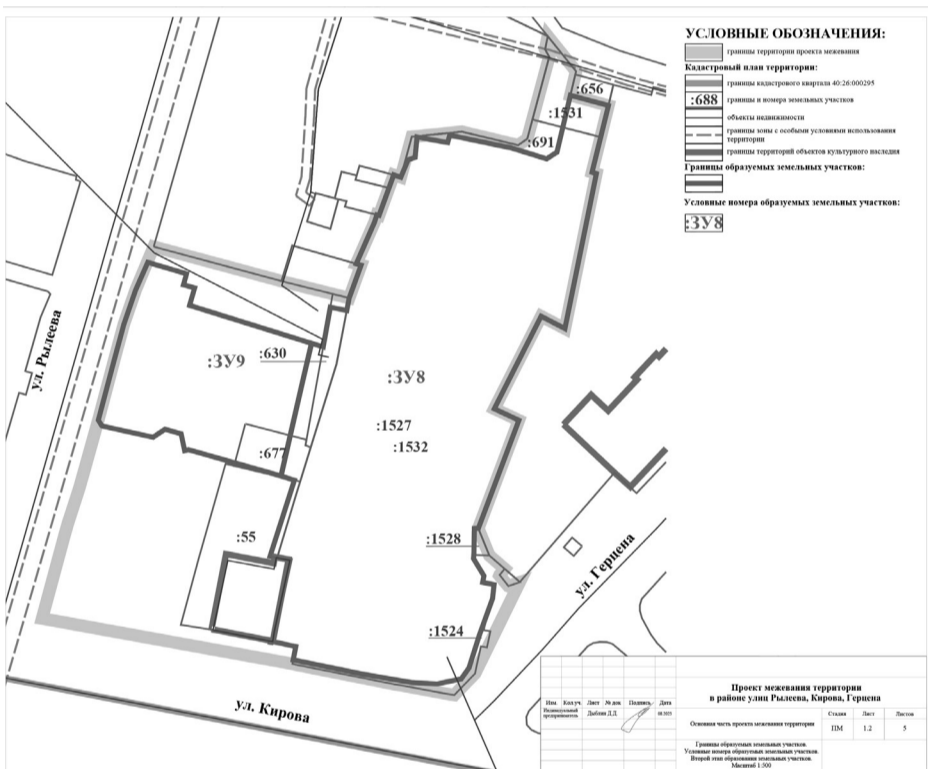 УСЛОВНЫЕ ОБОЗНАЧЕНИЯ:
границы территории проекта межевания
Кадастровый план территории:
границы кадастрового квартала 40:26:000295
:688 границы и номера земельных участков
объекты недвижимости
границы зоны с особыми условиями использования
территории
границы территорий объектов культурного наследия
Границы образуемых земельных участков:
Условные номера образуемых земельных участков:
:ЗУ8
:656
:1531
:691
ул. Рылеева
:ЗУ9
:630
:ЗУ8
:1527
:1532
:677
:55
:1528
ул. Герцена
:1524
ул. Кирова
Проект межевания территории
в районе улиц Рылеева, Кирова, Герцена
Изм. Кол.уч. Лист № док Подпись Дата
Индивидуальный
предприниматель
Основная часть проекта межевания территории
Стадия Лист Листов
ПМ 1.2 5
Границы образуемых земельных участков.
Условные номера образуемых земельных участков.
Второй этап образования земельных участков.
Масштаб 1:500